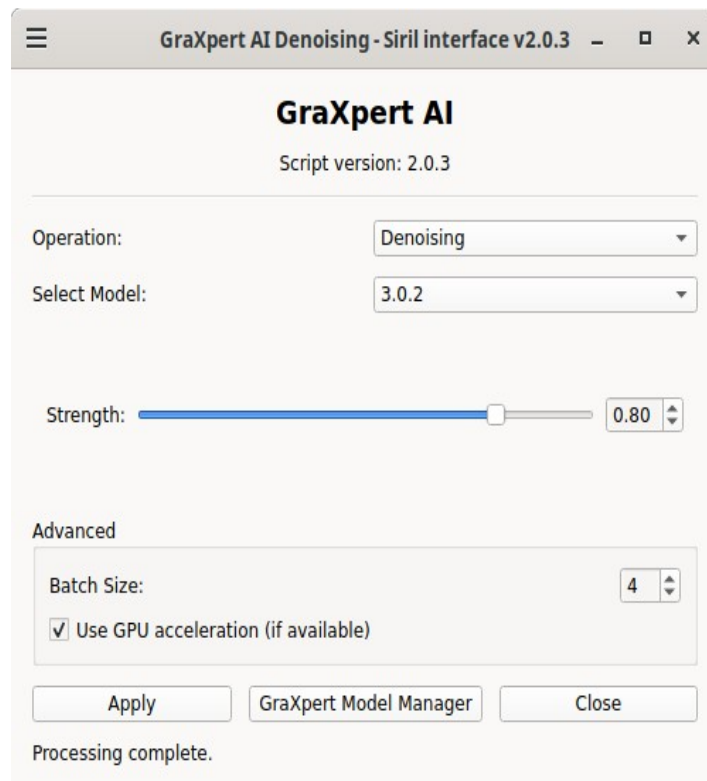 GraXpert AI Denoising - Siril interface v2.0.3
GraXpert AI
Script version: 2.0.3
Operation: Denoising
Select Model: 3.0.2
Strength: 0.80
Advanced
Batch Size: 4
Use GPU acceleration (if available)
Apply GraXpert Model Manager Close
Processing complete.